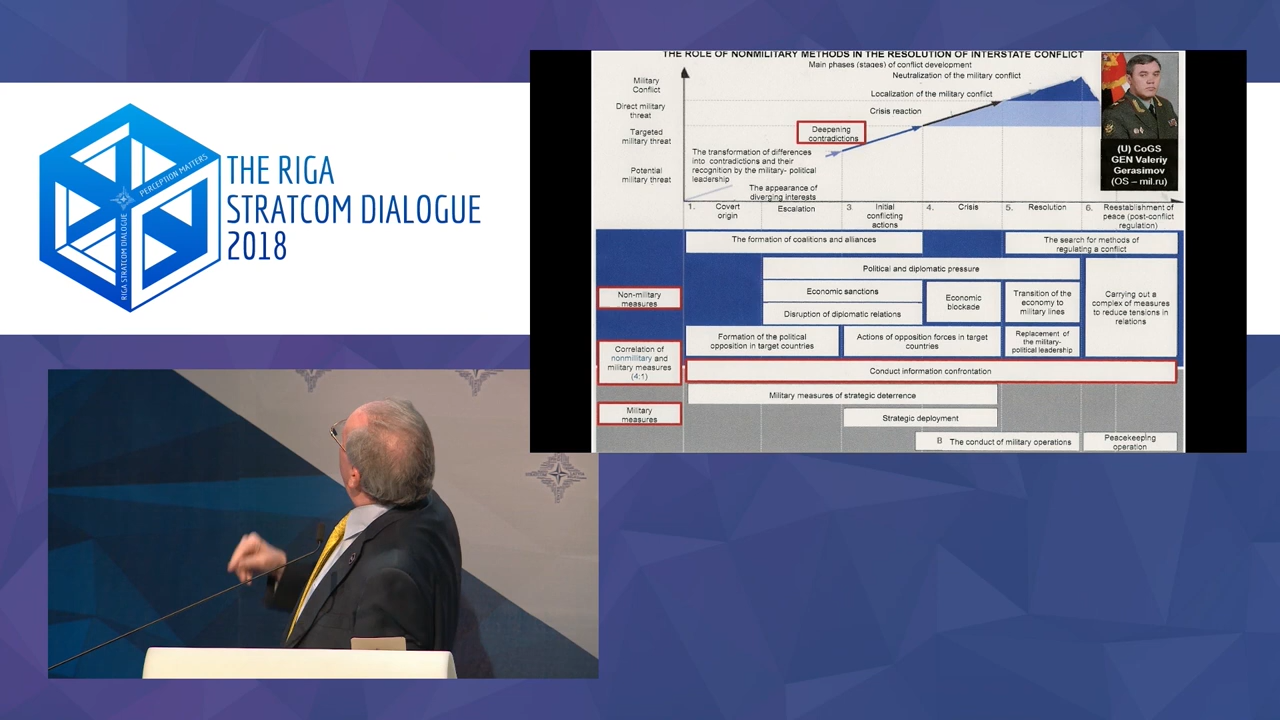 THE RIGA
STRATCOM DIALOGUE
2018
PERCEPTION MATTERS
RIGA STRATCOM DIALOGUE
THE ROLE OF NONMILITARY METHODS IN THE RESOLUTION OF INTERSTATE CONFLICT
Main phases (stages) of conflict development
Neutralization of the military conflict
Military
Conflict
Localization of the military conflict
Direct military
threat
Crisis reaction
Targeted
military threat
Deepening
contradictions
The transformation of differences
into contradictions and their
recognition by the military- political
leadership
Potential
military threat
The appearance of
diverging interests
(U) CoGS
GEN Valeriy
Gerasimov
(OS – mil.ru)
1. Covert
origin
Escalation
3. Initial
conflicting
actions
4. Crisis
5. Resolution
6. Reestablishment of
peace (post-conflict
regulation)
The formation of coalitions and alliances
The search for methods of
regulating a conflict
Political and diplomatic pressure
Non-military
measures
Economic sanctions
Disruption of diplomatic relations
Economic
blockade
Transition of the
economy to
military lines
Carrying out a
complex of measures
to reduce tensions in
relations
Formation of the political
opposition in target countries
Actions of opposition forces in target
countries
Replacement of
the military-
political leadership
Correlation of
nonmilitary and
military measures
(4:1)
Conduct information confrontation
Military measures of strategic deterrence
Military
measures
Strategic deployment
B The conduct of military operations
Peacekeeping
operation